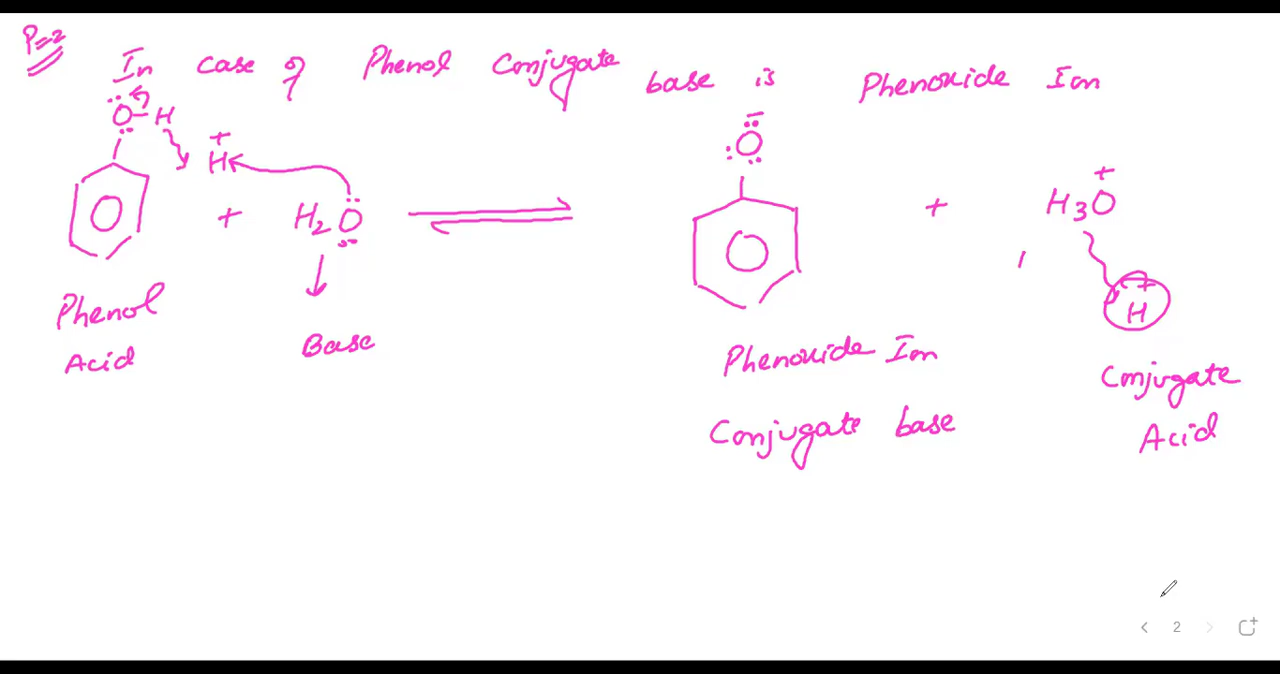 P=2
In case of Phenol Conjugate base is Phenoxide Ion
:Ö-H
H+
+ H2Ö ⇌ :Ö:- + H3O+
H+
Phenol
Acid
Base
Phenoxide Ion
Conjugate base
Conjugate
Acid
2